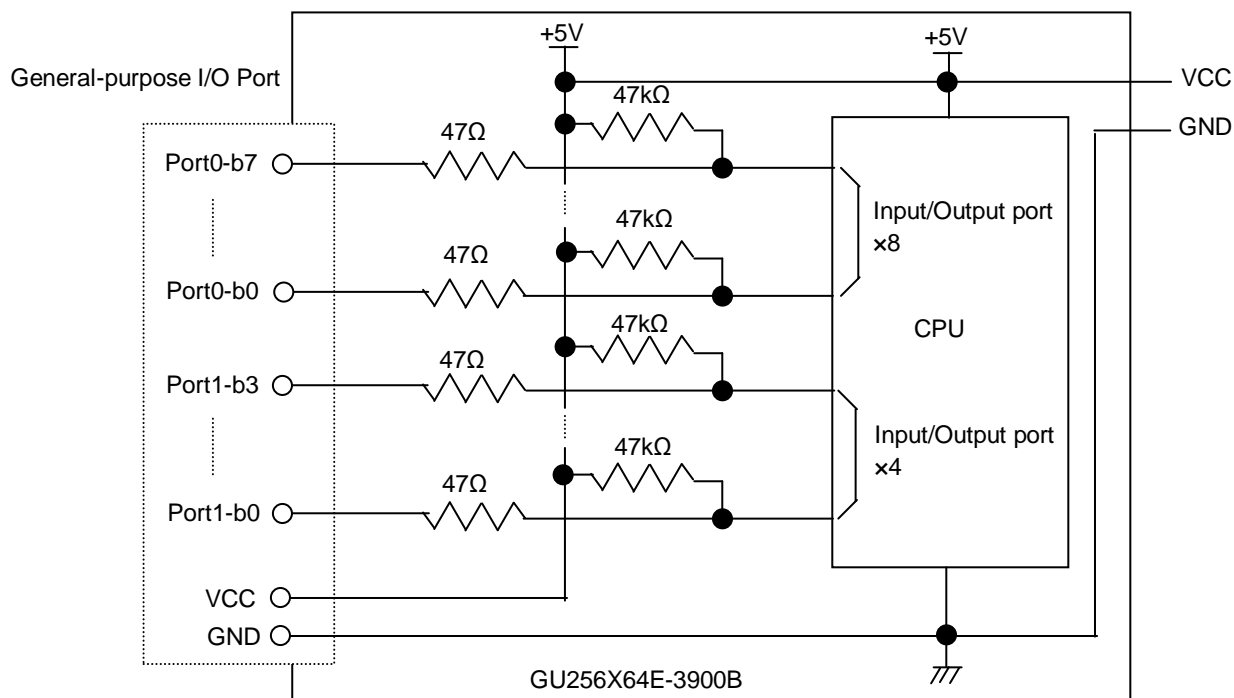 +5V
+5V
General-purpose I/O Port
VCC
47kΩ
GND
47Ω
Port0-b7
Input/Output port
×8
47kΩ
47Ω
Port0-b0
CPU
47kΩ
47Ω
Port1-b3
Input/Output port
×4
47kΩ
47Ω
Port1-b0
VCC
GND
GU256X64E-3900B